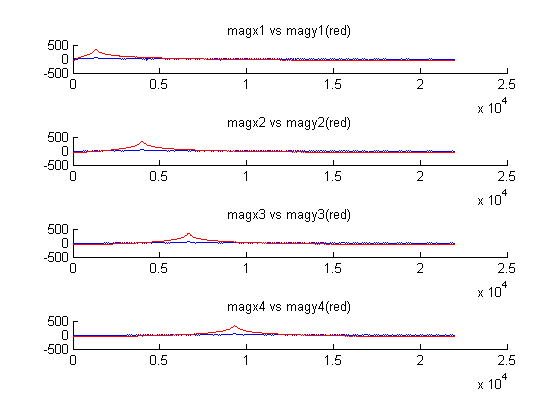 magx1 vs magy1(red)
500
0
-500
0 0.5 1 1.5 2 2.5
x 10^4
magx2 vs magy2(red)
500
0
-500
0 0.5 1 1.5 2 2.5
x 10^4
magx3 vs magy3(red)
500
0
-500
0 0.5 1 1.5 2 2.5
x 10^4
magx4 vs magy4(red)
500
0
-500
0 0.5 1 1.5 2 2.5
x 10^4